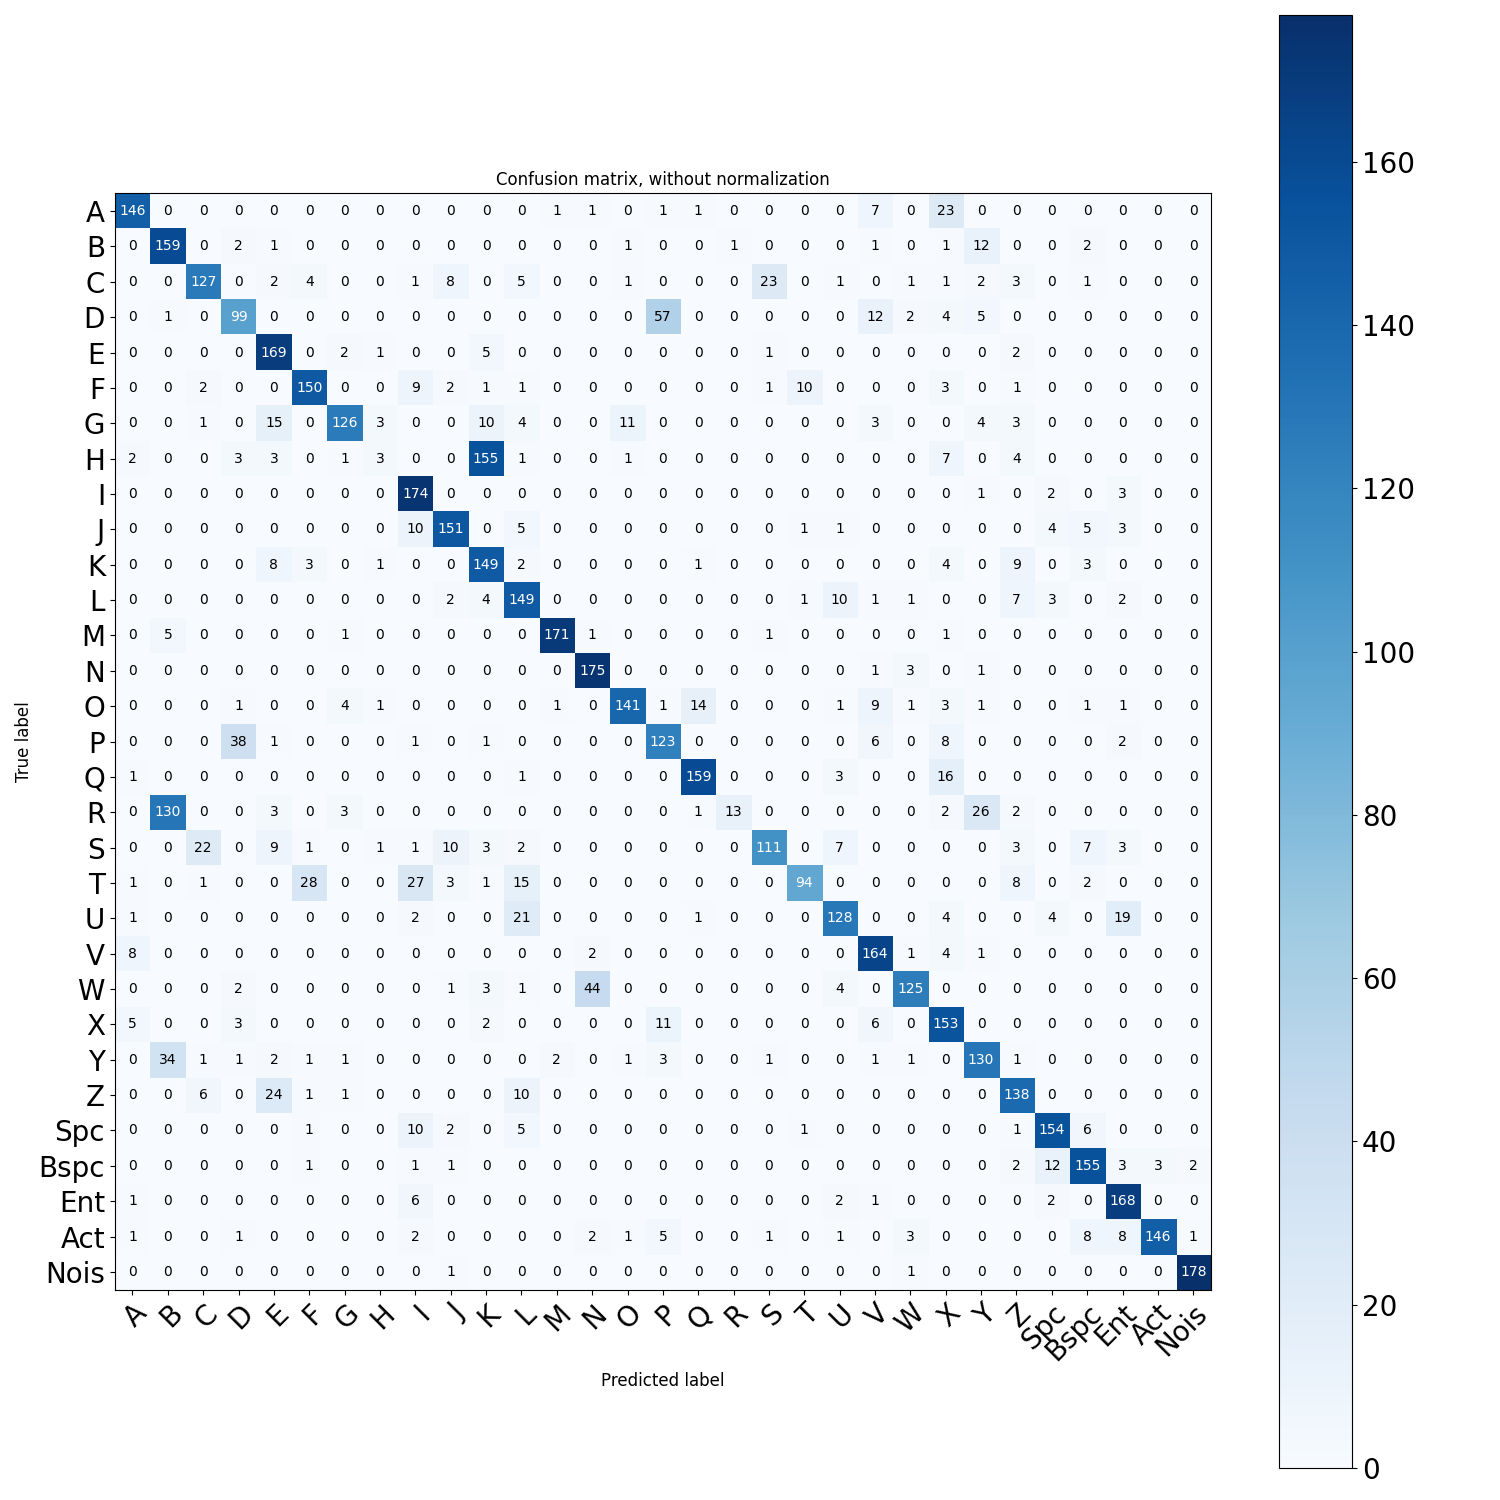 Confusion matrix, without normalization
A 146 0 0 0 0 0 0 0 0 0 0 0 1 1 0 1 1 0 0 0 0 7 0 23 0 0 0 0 0 0 0
B 0 159 0 2 1 0 0 0 0 0 0 0 0 0 1 0 0 1 0 0 0 1 0 1 12 0 0 2 0 0 0
C 0 0 127 0 2 4 0 0 1 8 0 5 0 0 1 0 0 0 23 0 1 0 1 1 2 3 0 1 0 0 0
D 0 1 0 99 0 0 0 0 0 0 0 0 0 0 0 57 0 0 0 0 0 12 2 4 5 0 0 0 0 0 0
E 0 0 0 0 169 0 2 1 0 0 5 0 0 0 0 0 0 0 1 0 0 0 0 0 0 2 0 0 0 0 0
F 0 0 2 0 0 150 0 0 9 2 1 1 0 0 0 0 0 0 1 10 0 0 0 3 0 1 0 0 0 0 0
G 0 0 1 0 15 0 126 3 0 0 10 4 0 0 11 0 0 0 0 0 0 3 0 0 4 3 0 0 0 0 0
H 2 0 0 3 3 0 1 3 0 0 155 1 0 0 1 0 0 0 0 0 0 0 0 7 0 4 0 0 0 0 0
I 0 0 0 0 0 0 0 0 174 0 0 0 0 0 0 0 0 0 0 0 0 0 0 0 1 0 2 0 3 0 0
J 0 0 0 0 0 0 0 0 10 151 0 5 0 0 0 0 0 0 0 1 1 0 0 0 0 0 4 5 3 0 0
K 0 0 0 0 8 3 0 1 0 0 149 2 0 0 0 0 1 0 0 0 0 0 0 4 0 9 0 3 0 0 0
L 0 0 0 0 0 0 0 0 0 2 4 149 0 0 0 0 0 0 0 1 10 1 1 0 0 7 3 0 2 0 0
M 0 5 0 0 0 0 1 0 0 0 0 0 171 1 0 0 0 0 1 0 0 0 0 1 0 0 0 0 0 0 0
N 0 0 0 0 0 0 0 0 0 0 0 0 0 175 0 0 0 0 0 0 0 1 3 0 1 0 0 0 0 0 0
O 0 0 0 1 0 0 4 1 0 0 0 0 1 0 141 1 14 0 0 0 1 9 1 3 1 0 0 1 1 0 0
P 0 0 0 38 1 0 0 0 1 0 1 0 0 0 0 123 0 0 0 0 0 6 0 8 0 0 0 0 2 0 0
Q 1 0 0 0 0 0 0 0 0 0 0 1 0 0 0 0 159 0 0 0 3 0 0 16 0 0 0 0 0 0 0
R 0 130 0 0 3 0 3 0 0 0 0 0 0 0 0 0 1 13 0 0 0 0 0 2 26 2 0 0 0 0 0
S 0 0 22 0 9 1 0 1 1 10 3 2 0 0 0 0 0 0 111 0 7 0 0 0 0 3 0 7 3 0 0
T 1 0 1 0 0 28 0 0 27 3 1 15 0 0 0 0 0 0 0 94 0 0 0 0 0 8 0 2 0 0 0
U 1 0 0 0 0 0 0 0 2 0 0 21 0 0 0 0 1 0 0 0 128 0 0 4 0 0 4 0 19 0 0
V 8 0 0 0 0 0 0 0 0 0 0 0 0 2 0 0 0 0 0 0 0 164 1 4 1 0 0 0 0 0 0
W 0 0 0 2 0 0 0 0 0 1 3 1 0 44 0 0 0 0 0 0 4 0 125 0 0 0 0 0 0 0 0
X 5 0 0 3 0 0 0 0 0 0 2 0 0 0 0 11 0 0 0 0 0 6 0 153 0 0 0 0 0 0 0
Y 0 34 1 1 2 1 1 0 0 0 0 0 2 0 1 3 0 0 1 0 0 1 1 0 130 1 0 0 0 0 0
Z 0 0 6 0 24 1 1 0 0 0 0 10 0 0 0 0 0 0 0 0 0 0 0 0 0 138 0 0 0 0 0
Spc 0 0 0 0 0 1 0 0 10 2 0 5 0 0 0 0 0 0 0 1 0 0 0 0 0 1 154 6 0 0 0
Bspc 0 0 0 0 0 1 0 0 1 1 0 0 0 0 0 0 0 0 0 0 0 0 0 0 0 2 12 155 3 3 2
Ent 1 0 0 0 0 0 0 0 6 0 0 0 0 0 0 0 0 0 0 0 2 1 0 0 0 0 2 0 168 0 0
Act 1 0 0 1 0 0 0 0 2 0 0 0 0 2 1 5 0 0 1 0 1 0 3 0 0 0 0 8 8 146 1
Nois 0 0 0 0 0 0 0 0 0 1 0 0 0 0 0 0 0 0 0 0 0 0 1 0 0 0 0 0 0 0 178
A B C D E F G H I J K L M N O P Q R S T U V W X Y Z Spc Bspc Ent Act Nois
True label
Predicted label
160
140
120
100
80
60
40
20
0